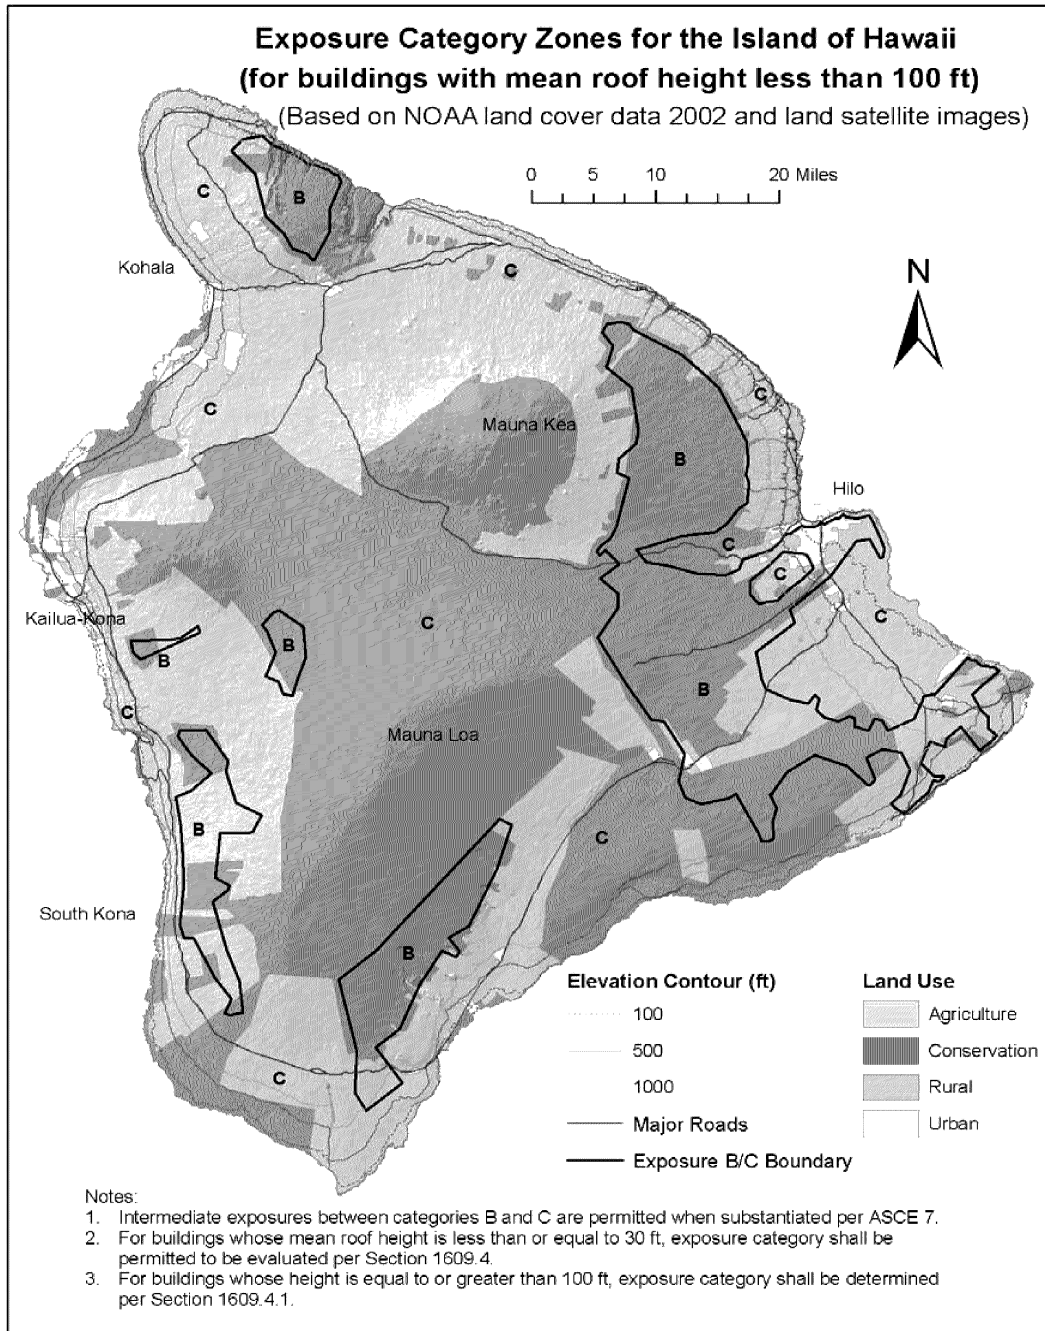 Exposure Category Zones for the Island of Hawaii
(for buildings with mean roof height less than 100 ft)
(Based on NOAA land cover data 2002 and land satellite images)
0 5 10 20 Miles
C
B
Kohala
C
N
C
C
Mauna Kea
B
Hilo
C
C
Kailua-Kona
C
C
B
B
B
C
Mauna Loa
B
C
South Kona
B
C
Elevation Contour (ft)
100
500
1000
Major Roads
Exposure B/C Boundary
Land Use
Agriculture
Conservation
Rural
Urban
Notes:
1. Intermediate exposures between categories B and C are permitted when substantiated per ASCE 7.
2. For buildings whose mean roof height is less than or equal to 30 ft, exposure category shall be
permitted to be evaluated per Section 1609.4.
3. For buildings whose height is equal to or greater than 100 ft, exposure category shall be determined
per Section 1609.4.1.